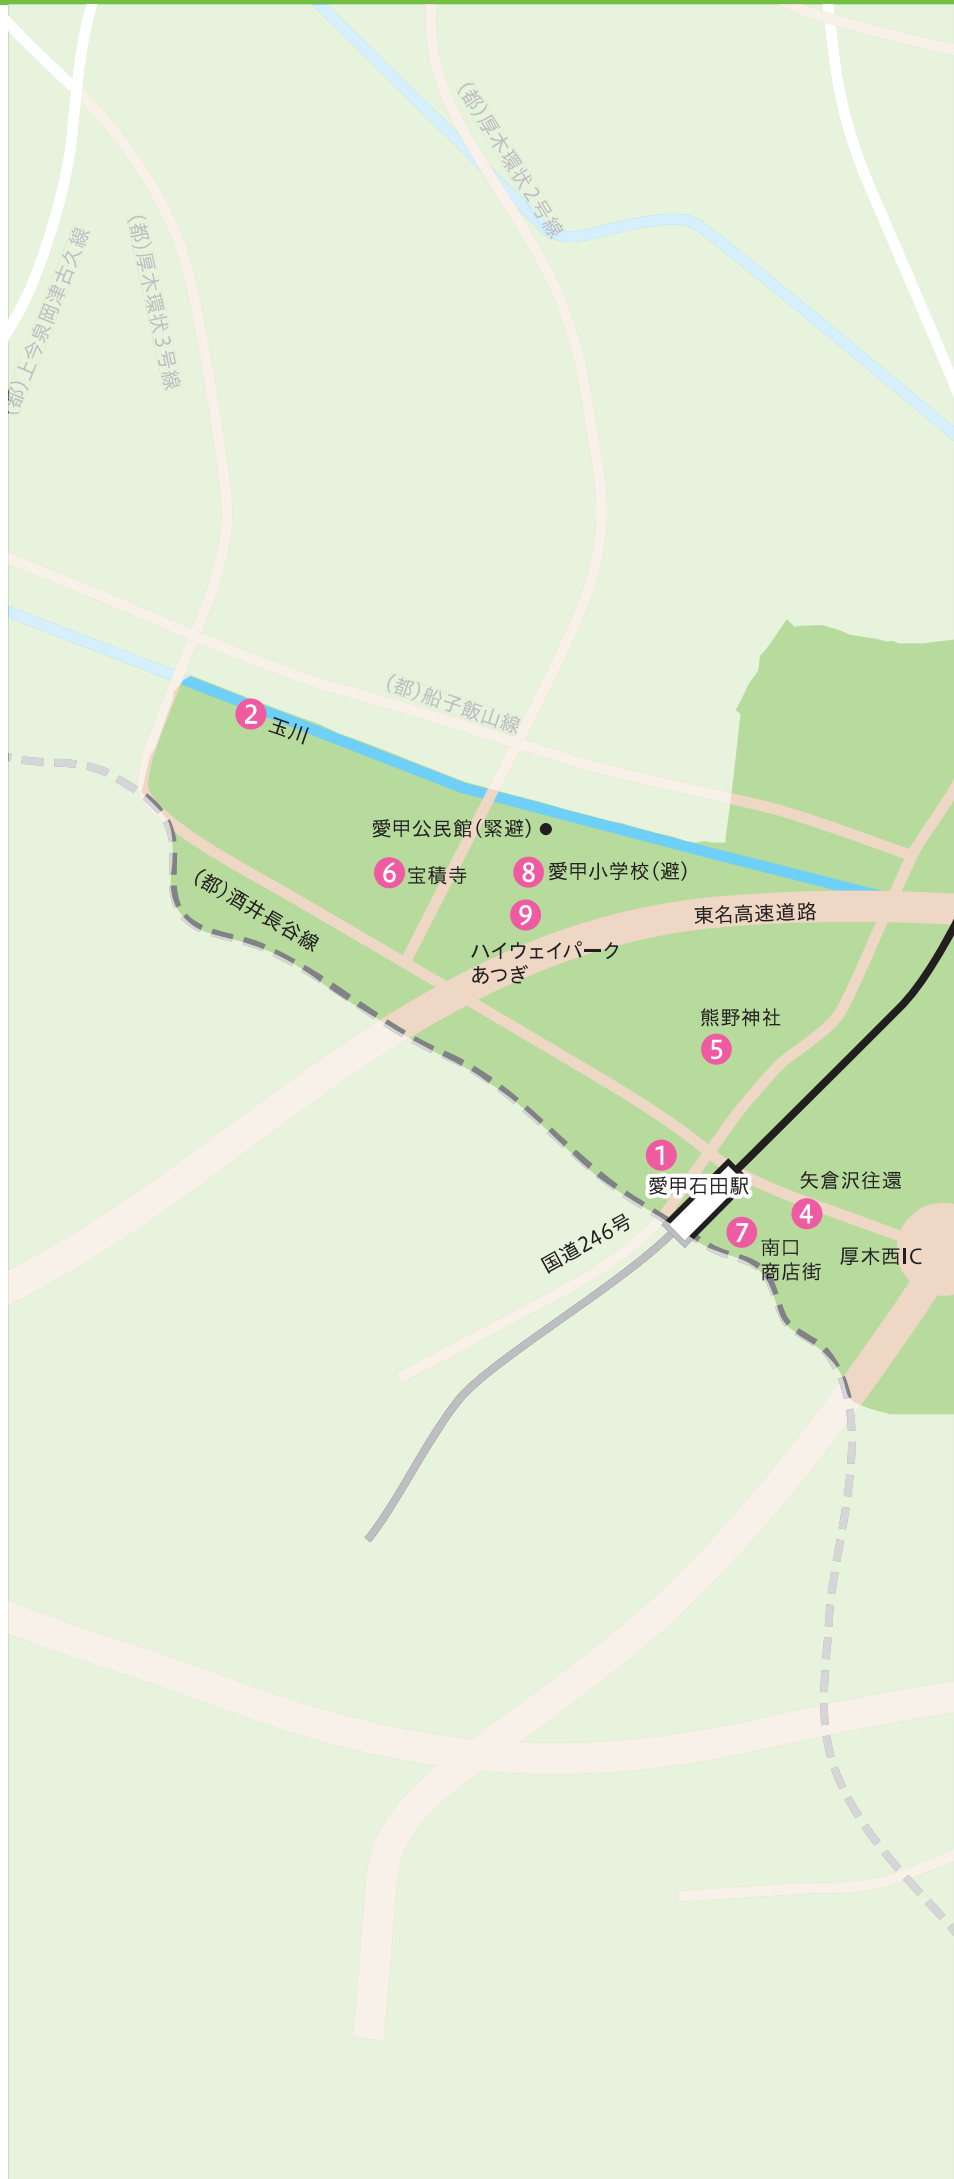 (都)厚木環状2号線
(都)厚木環状3号線
(都)上今泉岡津古久線
(都)船子飯山線
2 玉川
愛甲公民館(緊避)
6 宝積寺
8 愛甲小学校(避)
(都)酒井長谷線
9
東名高速道路
ハイウェイパーク
あつぎ
熊野神社
5
1
愛甲石田駅
矢倉沢往還
4
国道246号
7
南口
商店街
厚木西IC